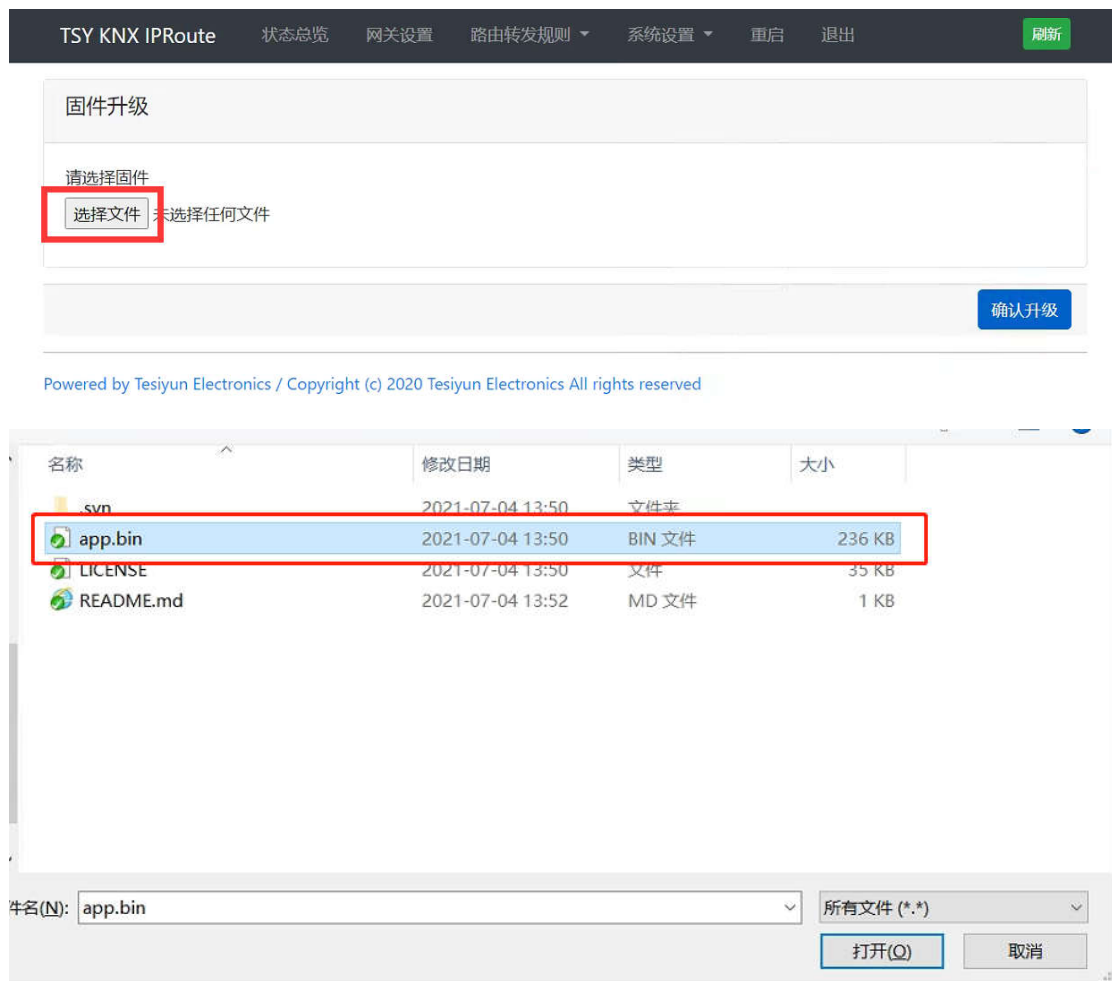 TSY KNX IPRoute 状态总览 网关设置 路由转发规则 系统设置 重启 退出 刷新
固件升级
请选择固件
选择文件 未选择任何文件
确认升级
Powered by Tesiyun Electronics / Copyright (c) 2020 Tesiyun Electronics All rights reserved
名称 修改日期 类型 大小
.svn 2021-07-04 13:50 文件夹
app.bin 2021-07-04 13:50 BIN 文件 236 KB
LICENSE 2021-07-04 13:50 文件 35 KB
README.md 2021-07-04 13:52 MD 文件 1 KB
件名(N): app.bin 所有文件 (*.*)
打开(O) 取消